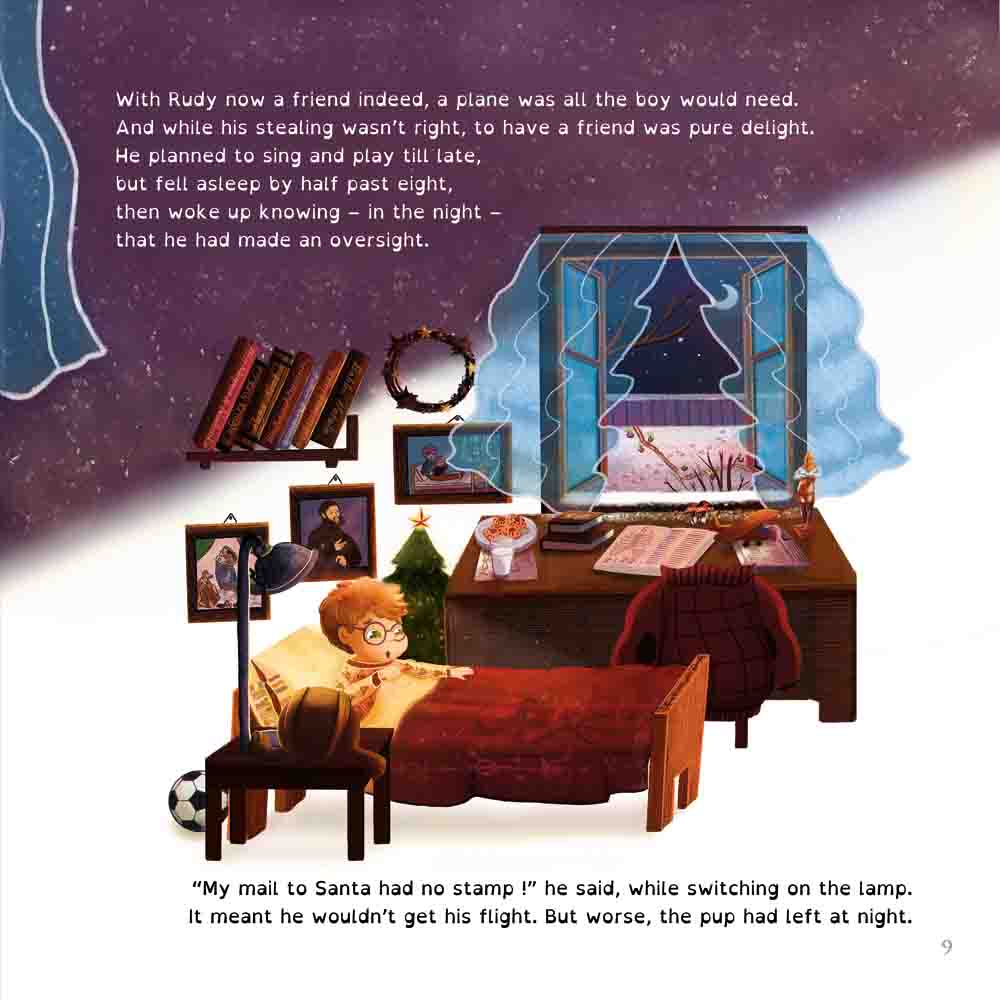 With Rudy now a friend indeed, a plane was all the boy would need.
And while his stealing wasn't right, to have a friend was pure delight.
He planned to sing and play till late,
but fell asleep by half past eight,
then woke up knowing – in the night –
that he had made an oversight.
“My mail to Santa had no stamp !” he said, while switching on the lamp.
It meant he wouldn't get his flight. But worse, the pup had left at night.
9